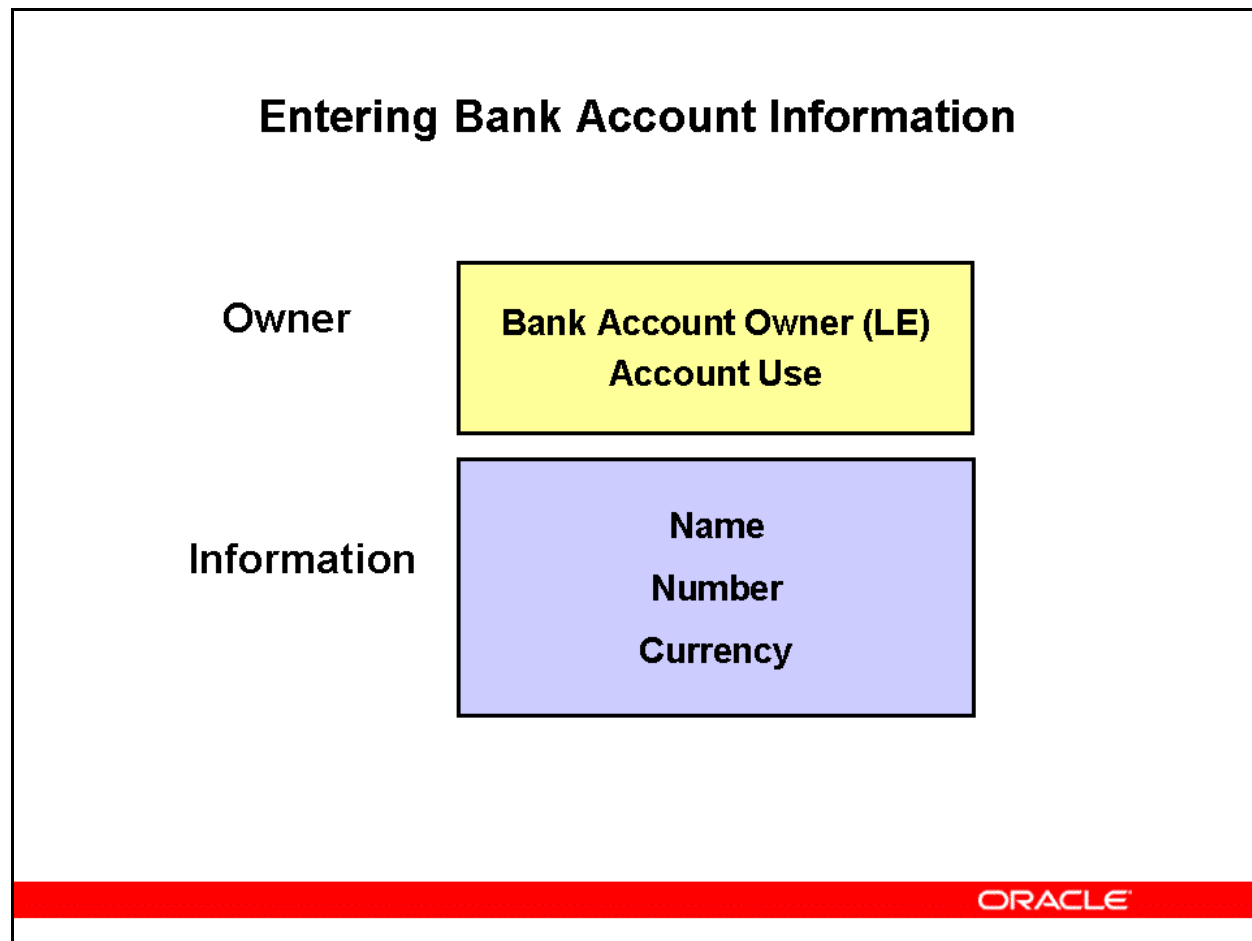 Entering Bank Account Information
Owner
Bank Account Owner (LE)
Account Use
Information
Name
Number
Currency
ORACLE